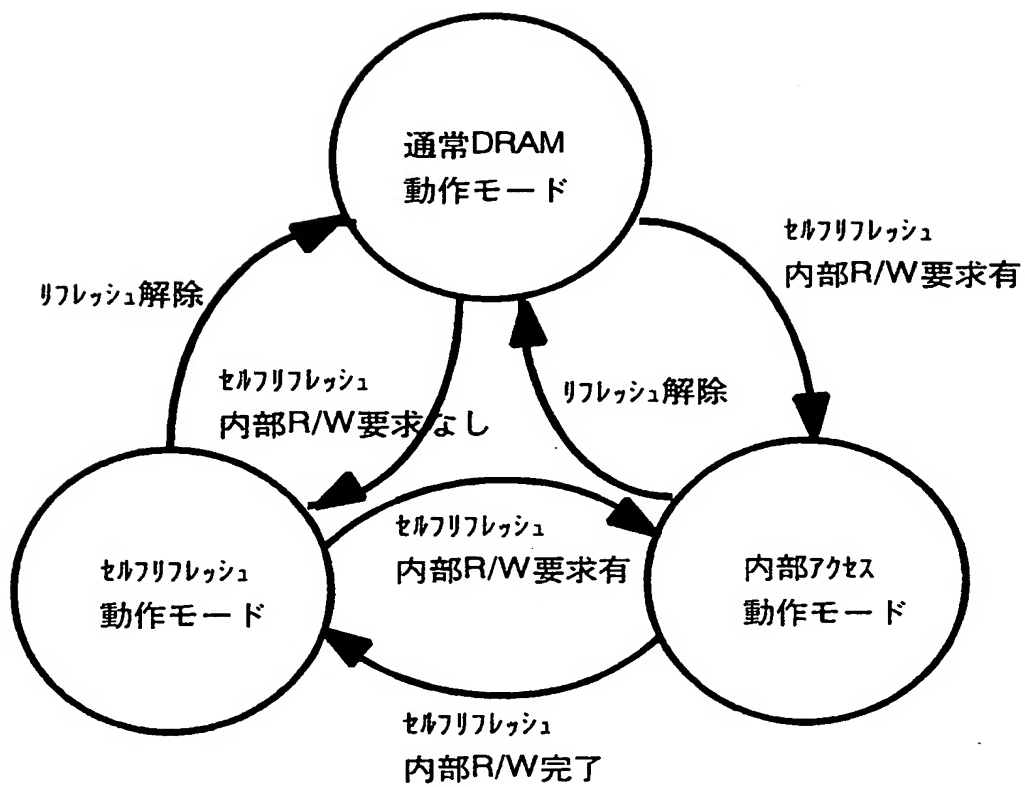 通常DRAM
動作モード
セルフリフレッシュ
内部R/W要求有
リフレッシュ解除
セルフリフレッシュ
内部R/W要求なし
リフレッシュ解除
セルフリフレッシュ
内部R/W要求有
セルフリフレッシュ
動作モード
内部アクセス
動作モード
セルフリフレッシュ
内部R/W完了